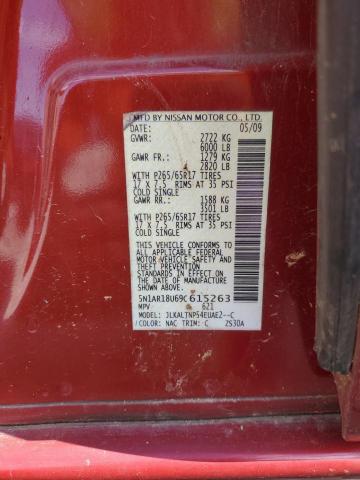 MFD BY NISSAN MOTOR CO., LTD.
DATE: 05/09
GVWR: 2722 KG
6000 LB
GAWR FR.: 1279 KG
2820 LB
WITH P265/65R17 TIRES
17 X 7.5 RIMS AT 35 PSI
COLD SINGLE
GAWR RR.: 1588 KG
3501 LB
WITH P265/65R17 TIRES
17 X 7.5 RIMS AT 35 PSI
COLD SINGLE
THIS VEHICLE CONFORMS TO
ALL APPLICABLE FEDERAL
MOTOR VEHICLE SAFETY
STANDARDS IN EFFECT ON THE
DATE OF MANUFACTURE
SHOWN ABOVE.
5N1AR18U69C615263
MPV 621
MODEL: JLKALTNP54EUAE2--C
COLOR: NAC TRIM: C ZS30A